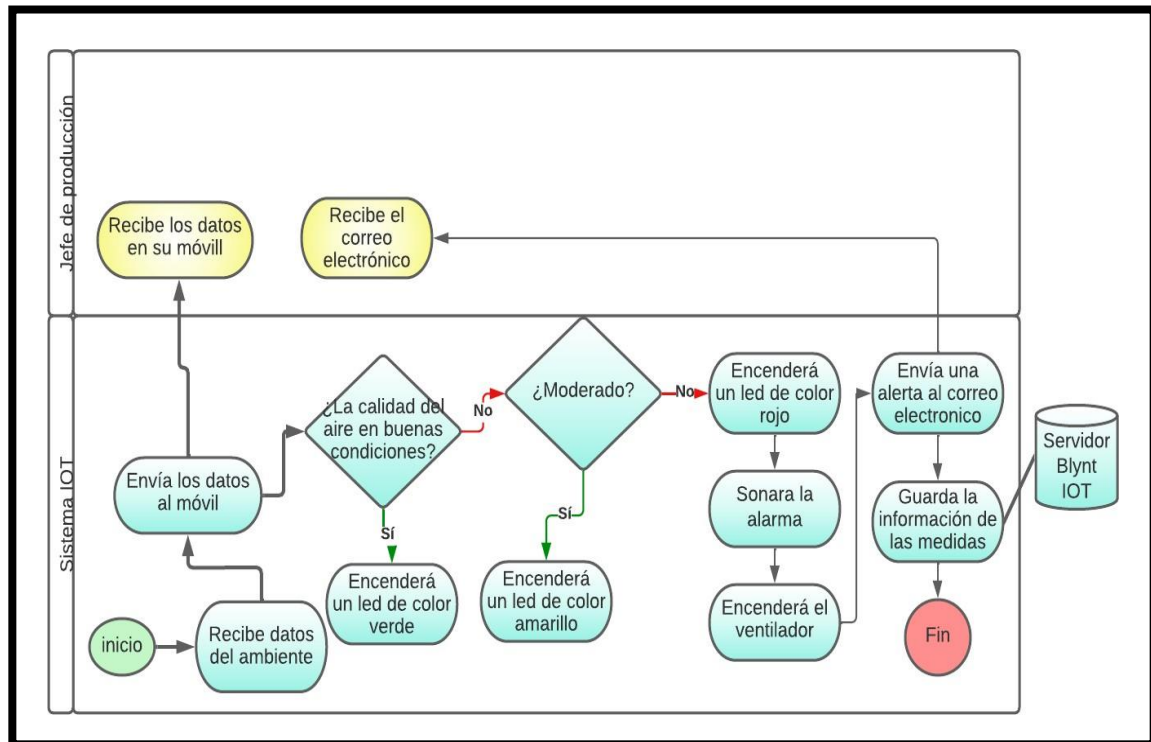 Jefe de producción
Recibe los datos
en su móvill
Recibe el
correo
electrónico
Sistema IOT
inicio
Recibe datos
del ambiente
Envía los datos
al móvil
¿La calidad del
aire en buenas
condiciones?
Sí
Encenderá
un led de color
verde
No
¿Moderado?
Sí
Encenderá
un led de color
amarillo
No
Encenderá
un led de color
rojo
Sonara la
alarma
Encenderá el
ventilador
Envía una
alerta al correo
electronico
Guarda la
información de
las medidas
Fin
Servidor
Blynt
IOT